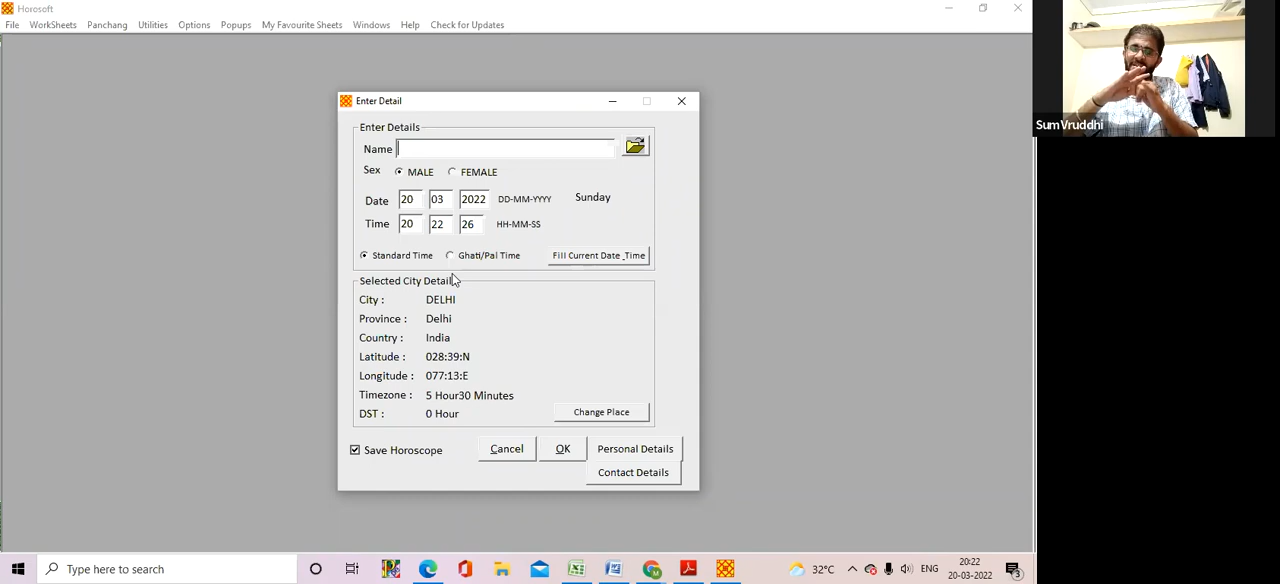 Horosoft
File WorkSheets Panchang Utilities Options Popups My Favourite Sheets Windows Help Check for Updates
SumVruddhi
Enter Detail
Enter Details
Name
Sex MALE FEMALE
Date 20 03 2022 DD-MM-YYYY Sunday
Time 20 22 26 HH-MM-SS
Standard Time Ghati/Pal Time Fill Current Date_Time
Selected City Detail
City : DELHI
Province : Delhi
Country : India
Latitude : 028:39:N
Longitude : 077:13:E
Timezone : 5 Hour30 Minutes
DST : 0 Hour
Change Place
Save Horoscope Cancel OK Personal Details
Contact Details
Type here to search
32°C ENG 20:22
20-03-2022
3